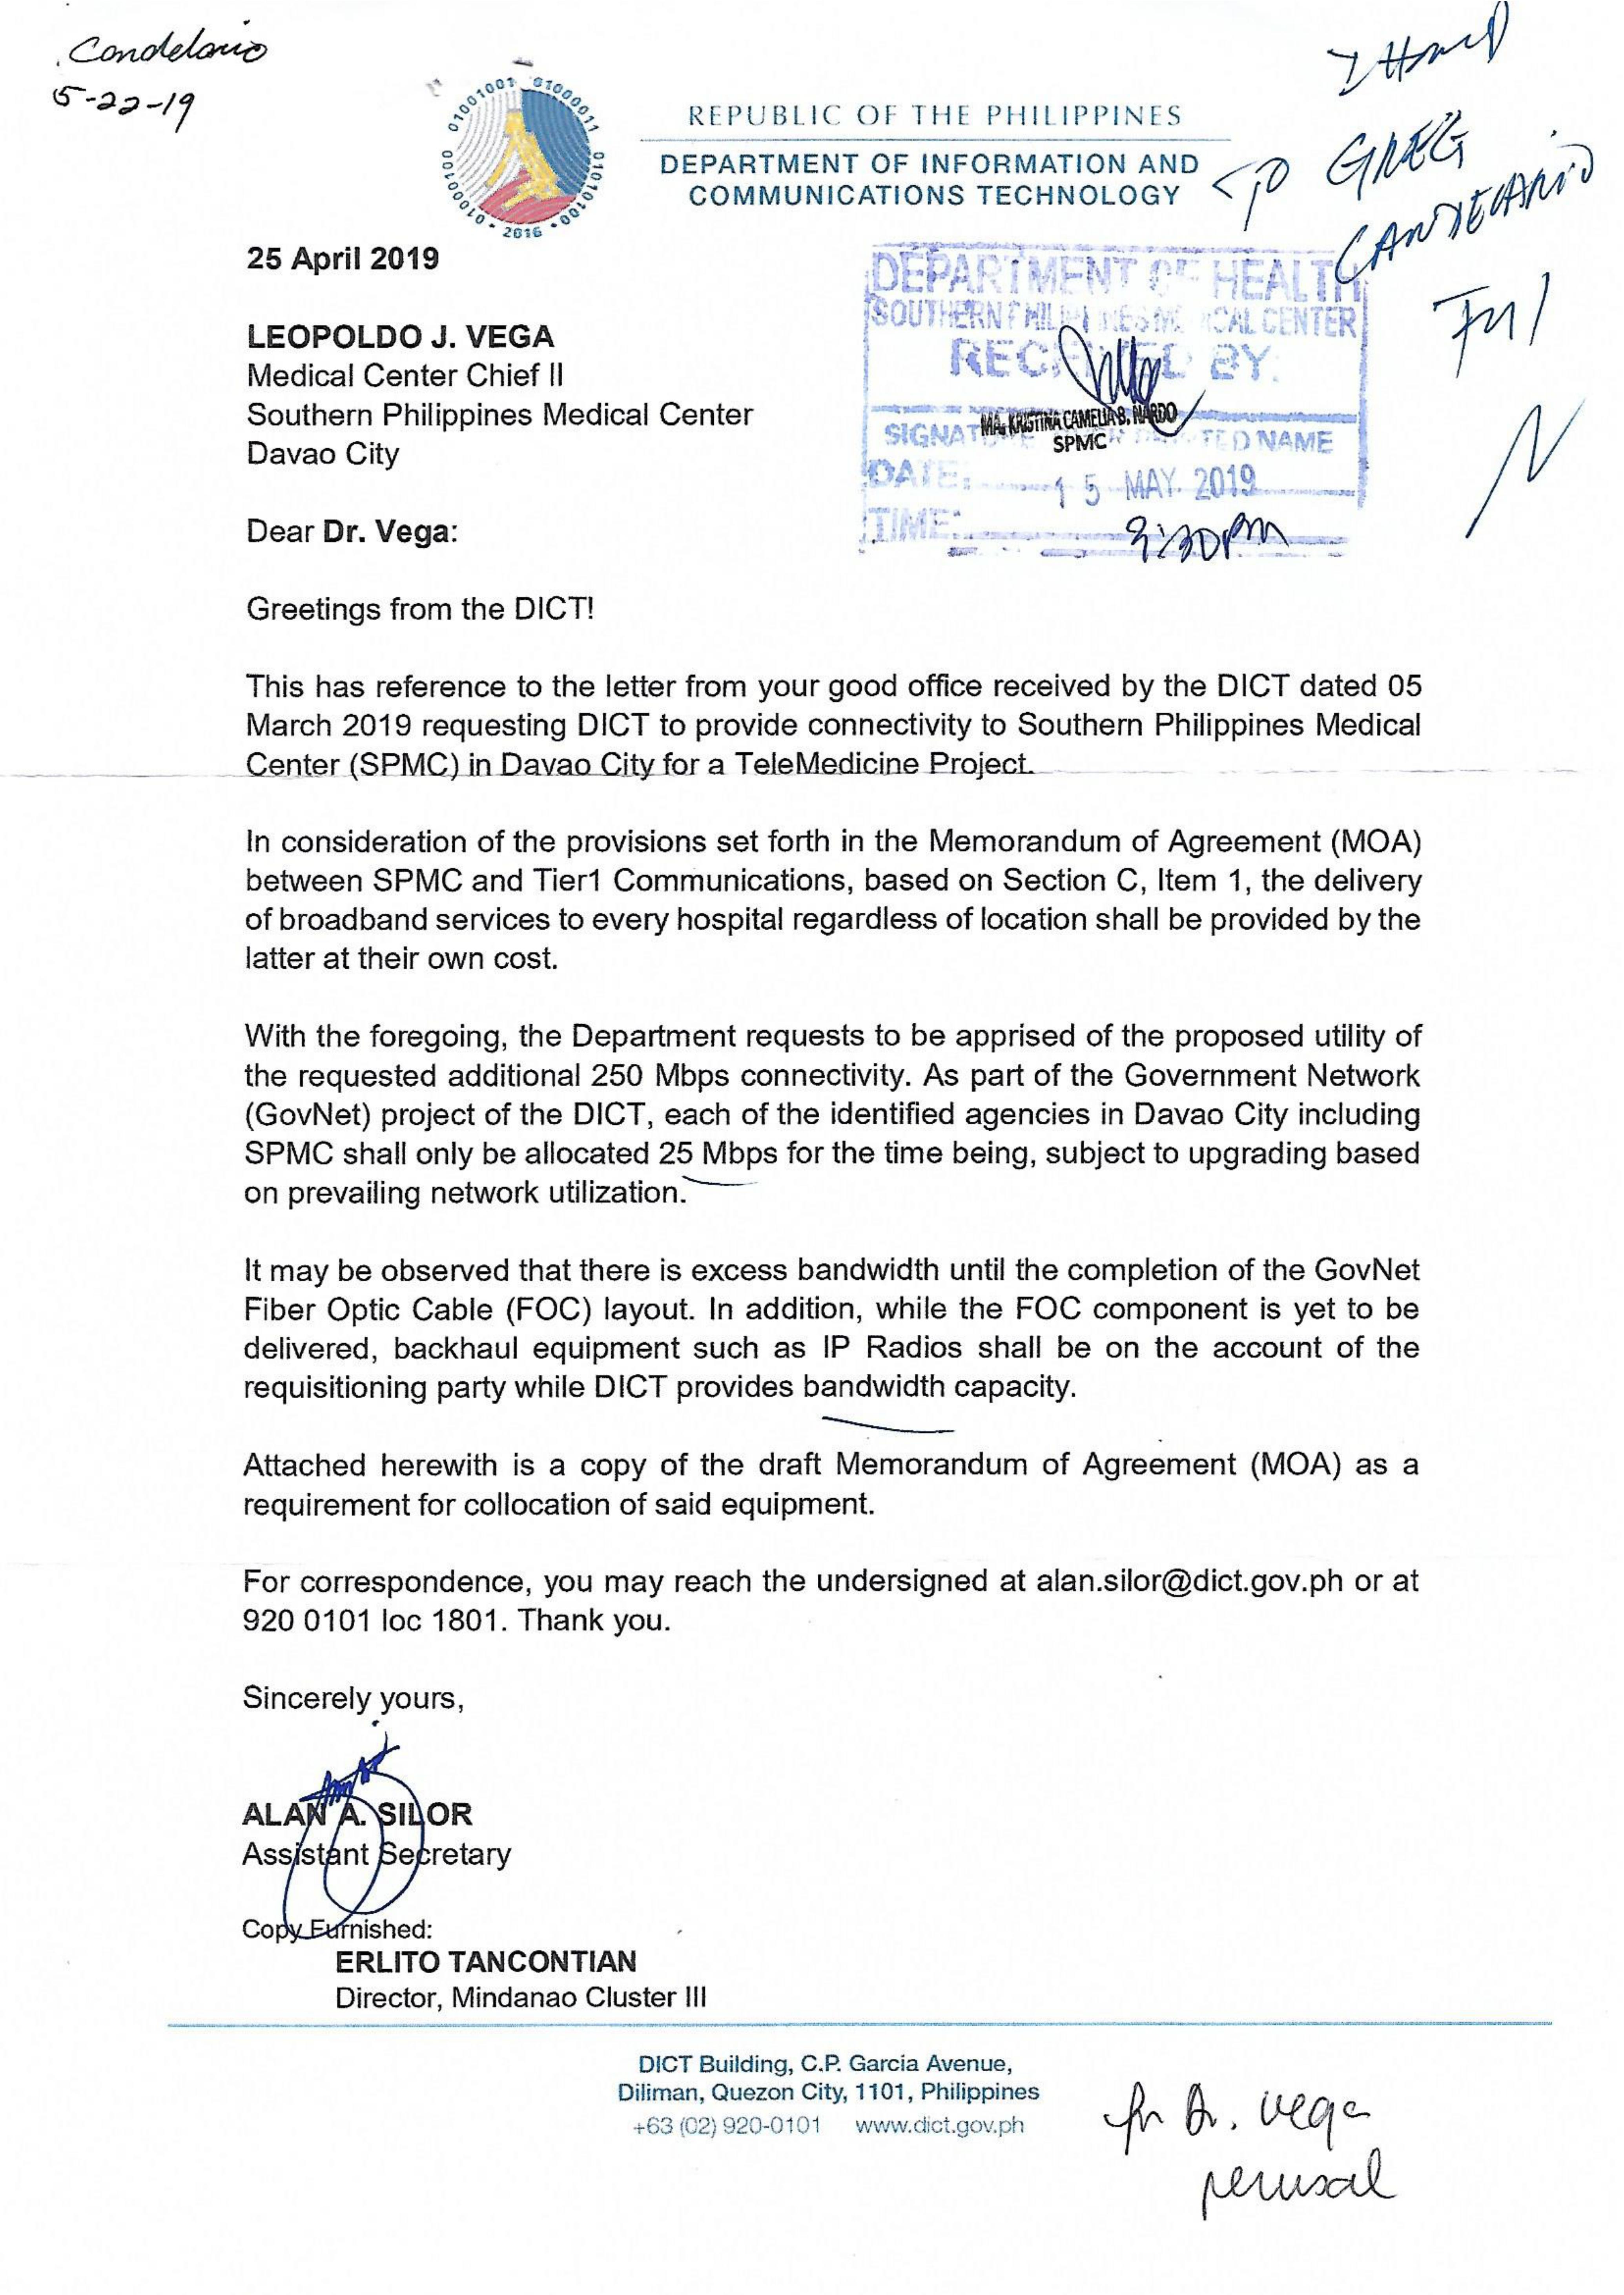 Candelario
5-22-19
TO GREG
CANDELARIO
FYI
01001001 01000011 01010100 2016 01000100
REPUBLIC OF THE PHILIPPINES
DEPARTMENT OF INFORMATION AND
COMMUNICATIONS TECHNOLOGY
25 April 2019
DEPARTMENT OF HEALTH
SOUTHERN PHILIPPINES MEDICAL CENTER
RECEIVED BY:
MA. KRISTINA CAMELIA B. NARDO
SPMC
SIGNATURE OVER PRINTED NAME
DATE: 15 MAY 2019
TIME:
LEOPOLDO J. VEGA
Medical Center Chief II
Southern Philippines Medical Center
Davao City
Dear Dr. Vega:
Greetings from the DICT!
This has reference to the letter from your good office received by the DICT dated 05
March 2019 requesting DICT to provide connectivity to Southern Philippines Medical
Center (SPMC) in Davao City for a TeleMedicine Project.
In consideration of the provisions set forth in the Memorandum of Agreement (MOA)
between SPMC and Tier1 Communications, based on Section C, Item 1, the delivery
of broadband services to every hospital regardless of location shall be provided by the
latter at their own cost.
With the foregoing, the Department requests to be apprised of the proposed utility of
the requested additional 250 Mbps connectivity. As part of the Government Network
(GovNet) project of the DICT, each of the identified agencies in Davao City including
SPMC shall only be allocated 25 Mbps for the time being, subject to upgrading based
on prevailing network utilization.
It may be observed that there is excess bandwidth until the completion of the GovNet
Fiber Optic Cable (FOC) layout. In addition, while the FOC component is yet to be
delivered, backhaul equipment such as IP Radios shall be on the account of the
requisitioning party while DICT provides bandwidth capacity.
Attached herewith is a copy of the draft Memorandum of Agreement (MOA) as a
requirement for collocation of said equipment.
For correspondence, you may reach the undersigned at alan.silor@dict.gov.ph or at
920 0101 loc 1801. Thank you.
Sincerely yours,
ALAN A. SILOR
Assistant Secretary
Copy Furnished:
ERLITO TANCONTIAN
Director, Mindanao Cluster III
DICT Building, C.P. Garcia Avenue,
Diliman, Quezon City, 1101, Philippines
+63 (02) 920-0101 www.dict.gov.ph
for Dr. Vega
perusal